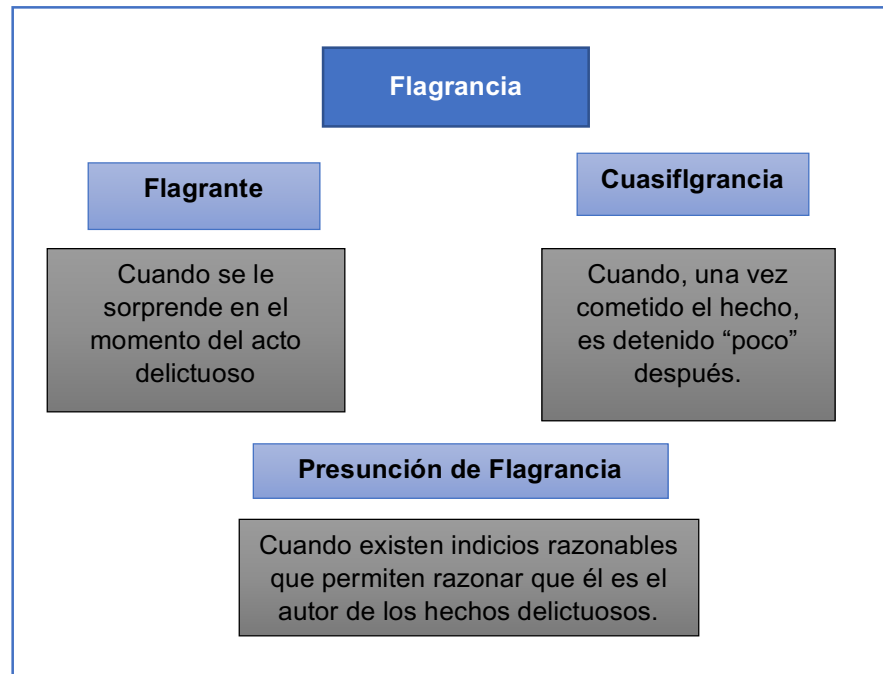 Flagrancia
Flagrante
Cuando se le
sorprende en el
momento del acto
delictuoso
Cuasiflgrancia
Cuando, una vez
cometido el hecho,
es detenido “poco”
después.
Presunción de Flagrancia
Cuando existen indicios razonables
que permiten razonar que él es el
autor de los hechos delictuosos.